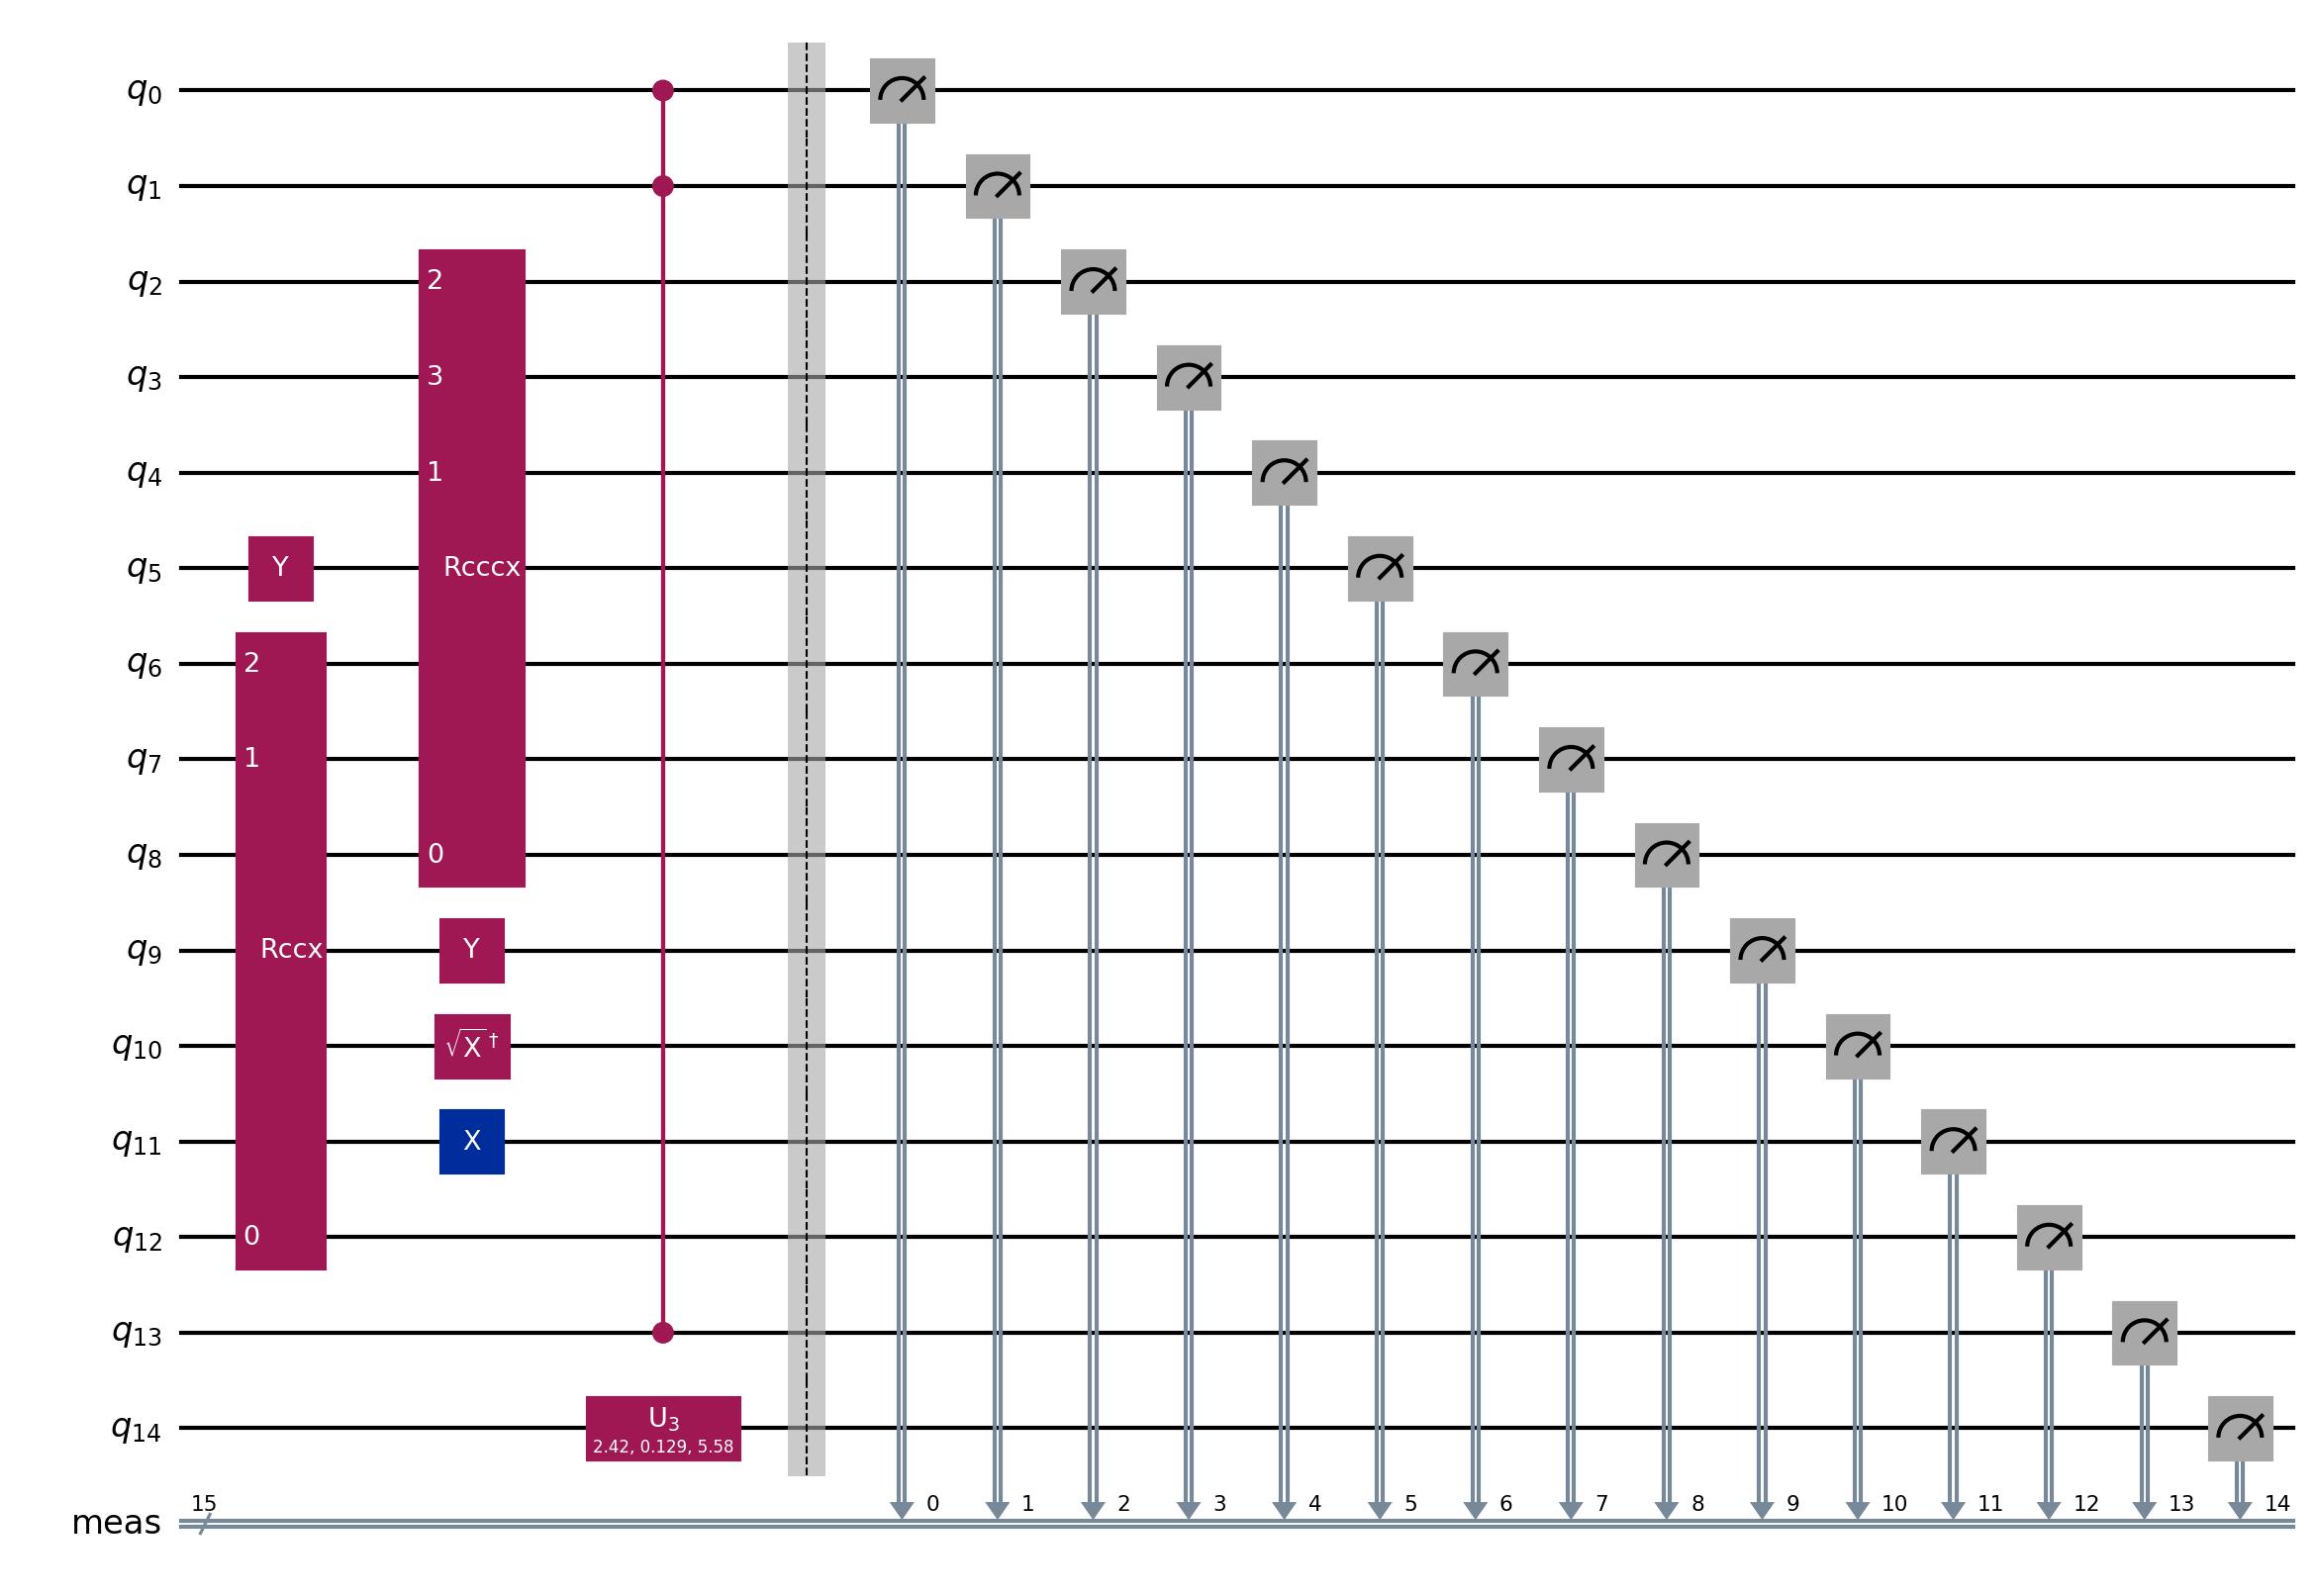 q0
q1
q2 2
q3 3
q4 1
q5 Y Rcccx
q6 2
q7 1
q8 0
q9 Rccx Y
q10 √X †
q11 X
q12 0
q13
q14 U3
2.42, 0.129, 5.58
15 0 1 2 3 4 5 6 7 8 9 10 11 12 13 14
meas